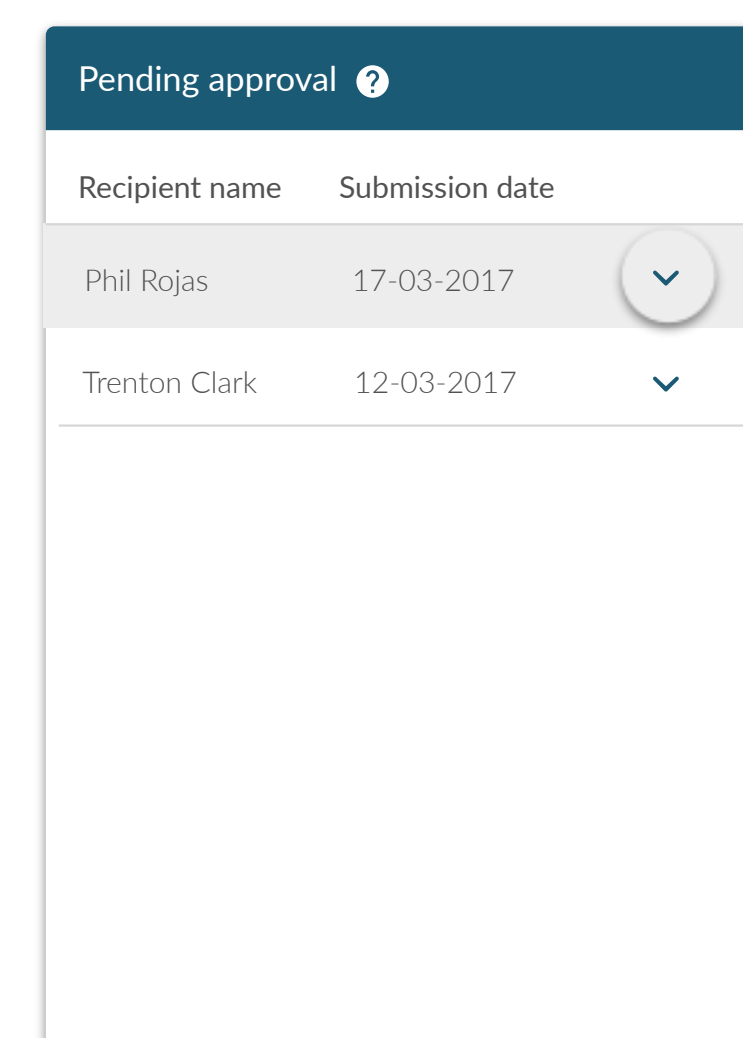 Pending approval ?
Recipient name Submission date
Phil Rojas 17-03-2017
Trenton Clark 12-03-2017